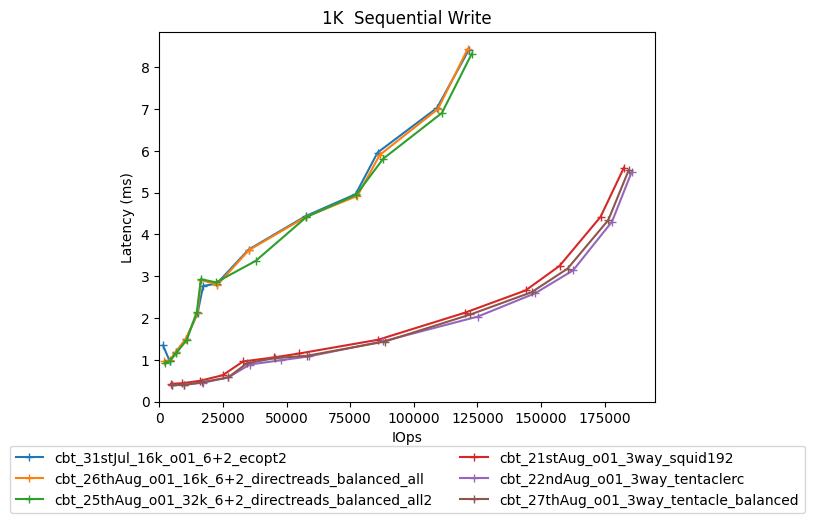 1K  Sequential Write
8
7
6
5
4
3
2
1
0
Latency (ms)
0 25000 50000 75000 100000 125000 150000 175000
IOps
cbt_31stJul_16k_o01_6+2_ecopt2
cbt_26thAug_o01_16k_6+2_directreads_balanced_all
cbt_25thAug_o01_32k_6+2_directreads_balanced_all2
cbt_21stAug_o01_3way_squid192
cbt_22ndAug_o01_3way_tentaclerc
cbt_27thAug_o01_3way_tentacle_balanced